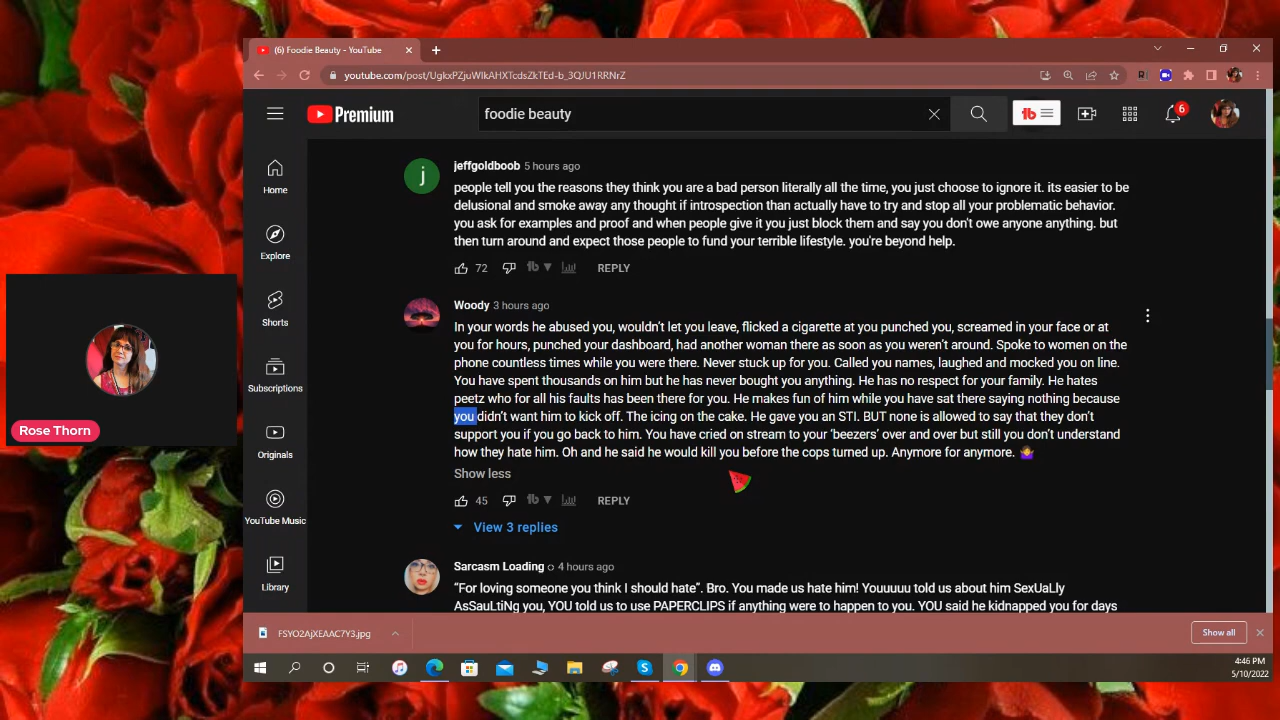 (6) Foodie Beauty - YouTube
youtube.com/post/UgkxPZjuWlkAHXTcdsZkTEd-b_3QJU1RRNrZ
Premium
foodie beauty
tb
6
Home
Explore
Shorts
Subscriptions
Originals
YouTube Music
Library
j
jeffgoldboob 5 hours ago
people tell you the reasons they think you are a bad person literally all the time, you just choose to ignore it. its easier to be
delusional and smoke away any thought if introspection than actually have to try and stop all your problematic behavior.
you ask for examples and proof and when people give it you just block them and say you don't owe anyone anything. but
then turn around and expect those people to fund your terrible lifestyle. you're beyond help.
72 tb REPLY
Woody 3 hours ago
In your words he abused you, wouldn't let you leave, flicked a cigarette at you punched you, screamed in your face or at
you for hours, punched your dashboard, had another woman there as soon as you weren't around. Spoke to women on the
phone countless times while you were there. Never stuck up for you. Called you names, laughed and mocked you on line.
You have spent thousands on him but he has never bought you anything. He has no respect for your family. He hates
peetz who for all his faults has been there for you. He makes fun of him while you have sat there saying nothing because
you didn't want him to kick off. The icing on the cake. He gave you an STI. BUT none is allowed to say that they don't
support you if you go back to him. You have cried on stream to your 'beezers' over and over but still you don't understand
how they hate him. Oh and he said he would kill you before the cops turned up. Anymore for anymore. 🤷‍♀️
Show less
45 tb REPLY
View 3 replies
Sarcasm Loading 4 hours ago
"For loving someone you think I should hate". Bro. You made us hate him! Youuuuu told us about him SexUaLly
AsSauLtiNg you, YOU told us to use PAPERCLIPS if anything were to happen to you. YOU said he kidnapped you for days
Rose Thorn
FSYO2AjXEAAC7Y3.jpg
Show all
4:46 PM
5/10/2022